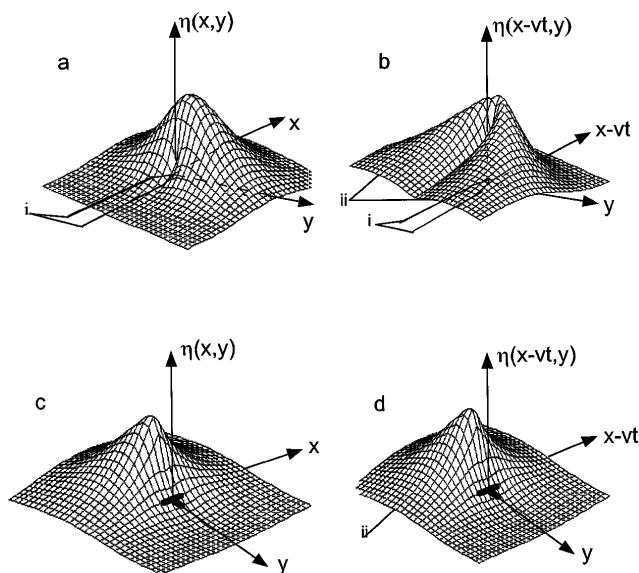 η(x,y)
a
x
i
y
η(x-vt,y)
b
x-vt
ii
i
y
η(x,y)
c
x
y
η(x-vt,y)
d
x-vt
ii
y